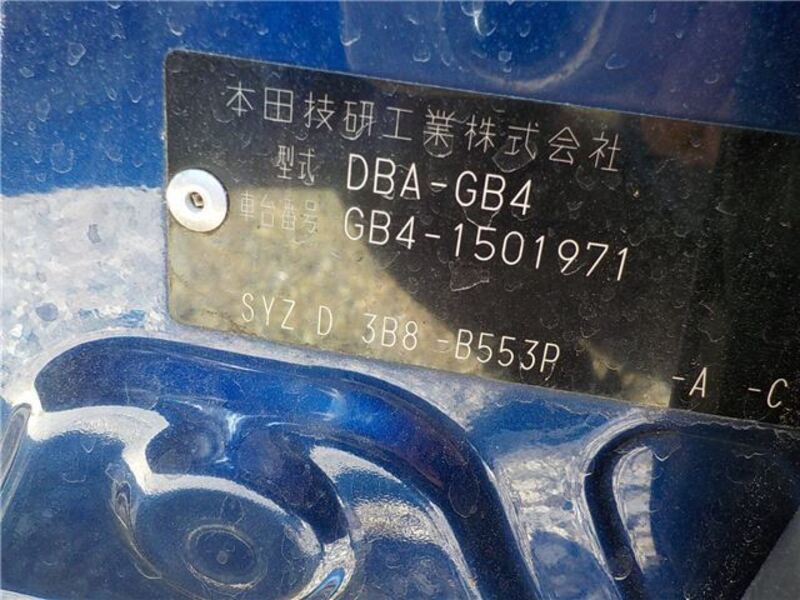 本田技研工業株式会社
型式 DBA-GB4
車台番号 GB4-1501971
SYZ D 3B8 -B553P -A -C